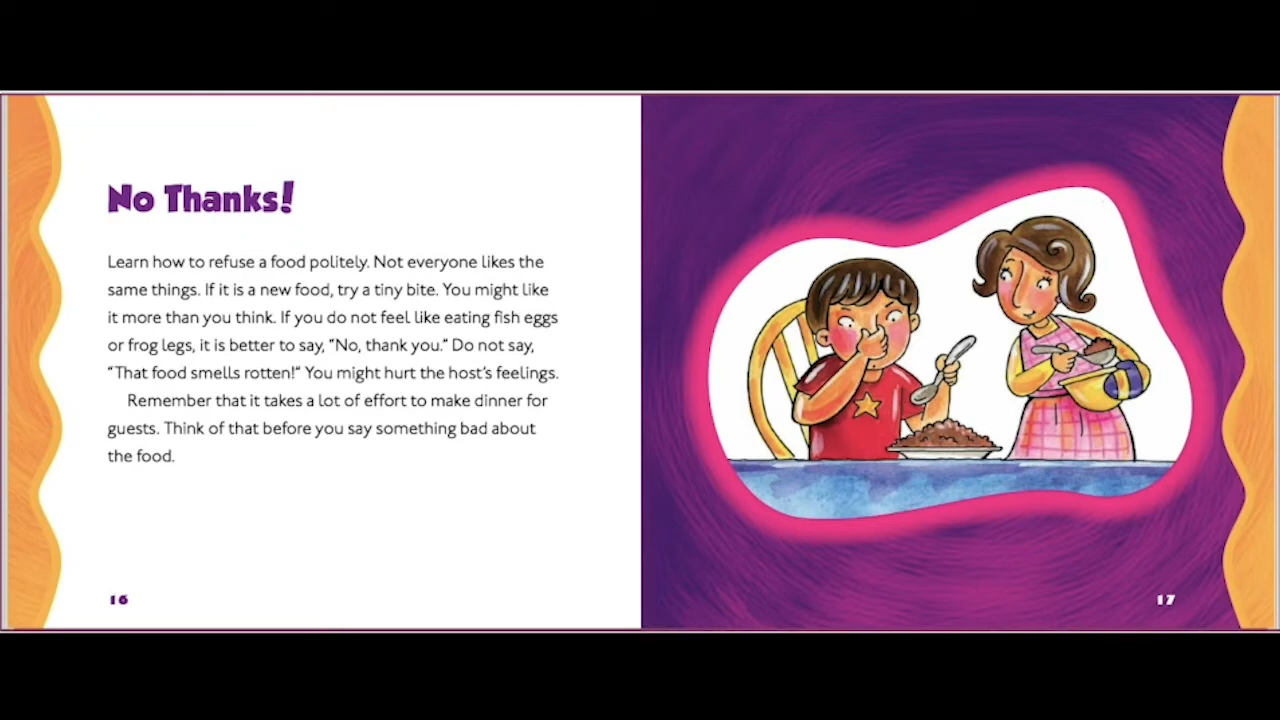 No Thanks!
Learn how to refuse a food politely. Not everyone likes the
same things. If it is a new food, try a tiny bite. You might like
it more than you think. If you do not feel like eating fish eggs
or frog legs, it is better to say, “No, thank you.” Do not say,
“That food smells rotten!“ You might hurt the host’s feelings.
Remember that it takes a lot of effort to make dinner for
guests. Think of that before you say something bad about
the food.
16
17